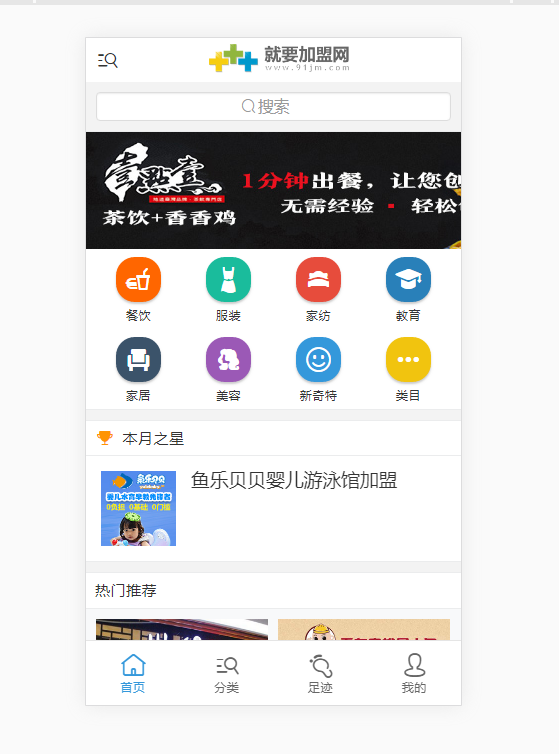 就要加盟网
www.94jm.com
搜索
壹點壹
1分钟出餐，让您创
茶饮+香香鸡
无需经验 - 轻松
餐饮
服装
家纺
教育
家居
美容
新奇特
类目
本月之星
鱼乐贝贝
婴儿水育早教先锋者
0负担 0基础 0门槛
鱼乐贝贝婴儿游泳馆加盟
热门推荐
首页
分类
足迹
我的